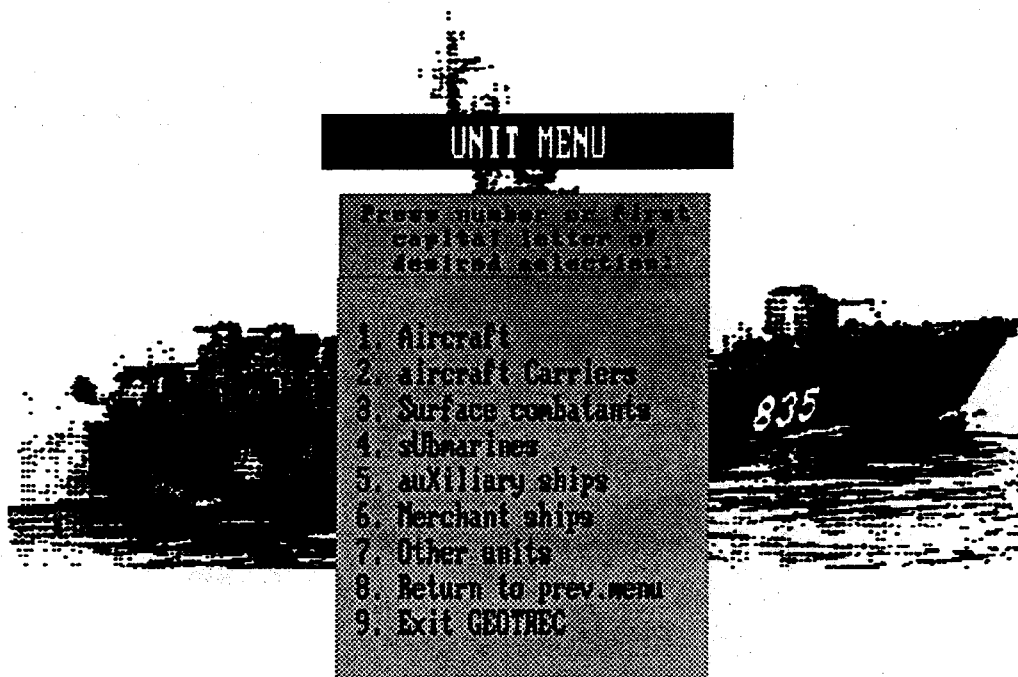 UNIT MENU
Press number or first
capital letter of
desired selection:
1. Aircraft
2. aircraft Carriers
3. Surface combatants
4. sUbmarines
5. auXiliary ships
6. Merchant ships
7. Other units
8. Return to prev.menu
9. Exit GEOTREC
835